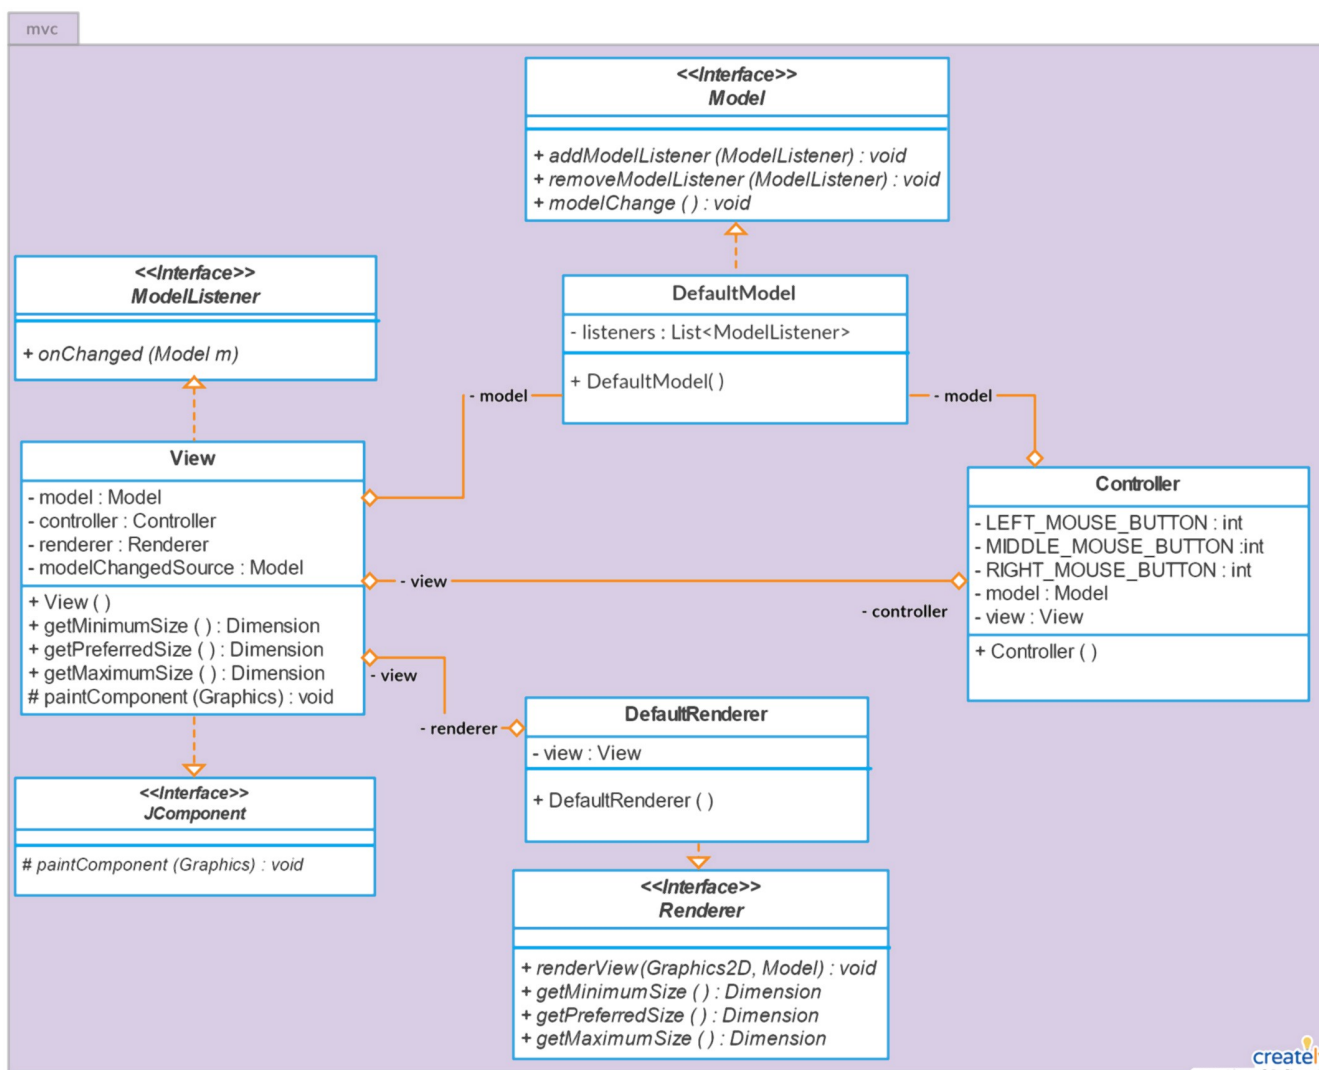 mvc
<<Interface>>
Model
+ addModelListener (ModelListener) : void
+ removeModelListener (ModelListener) : void
+ modelChange ( ) : void
<<Interface>>
ModelListener
+ onChanged (Model m)
DefaultModel
- listeners : List<ModelListener>
+ DefaultModel( )
- model
- model
View
- model : Model
- controller : Controller
- renderer : Renderer
- modelChangedSource : Model
+ View ( )
+ getMinimumSize ( ) : Dimension
+ getPreferredSize ( ) : Dimension
+ getMaximumSize ( ) : Dimension
# paintComponent (Graphics) : void
Controller
- LEFT_MOUSE_BUTTON : int
- MIDDLE_MOUSE_BUTTON :int
- RIGHT_MOUSE_BUTTON : int
- model : Model
- view : View
+ Controller ( )
- view
- controller
- view
- renderer
DefaultRenderer
- view : View
+ DefaultRenderer ( )
<<Interface>>
JComponent
# paintComponent (Graphics) : void
<<Interface>>
Renderer
+ renderView(Graphics2D, Model) : void
+ getMinimumSize ( ) : Dimension
+ getPreferredSize ( ) : Dimension
+ getMaximumSize ( ) : Dimension
createl